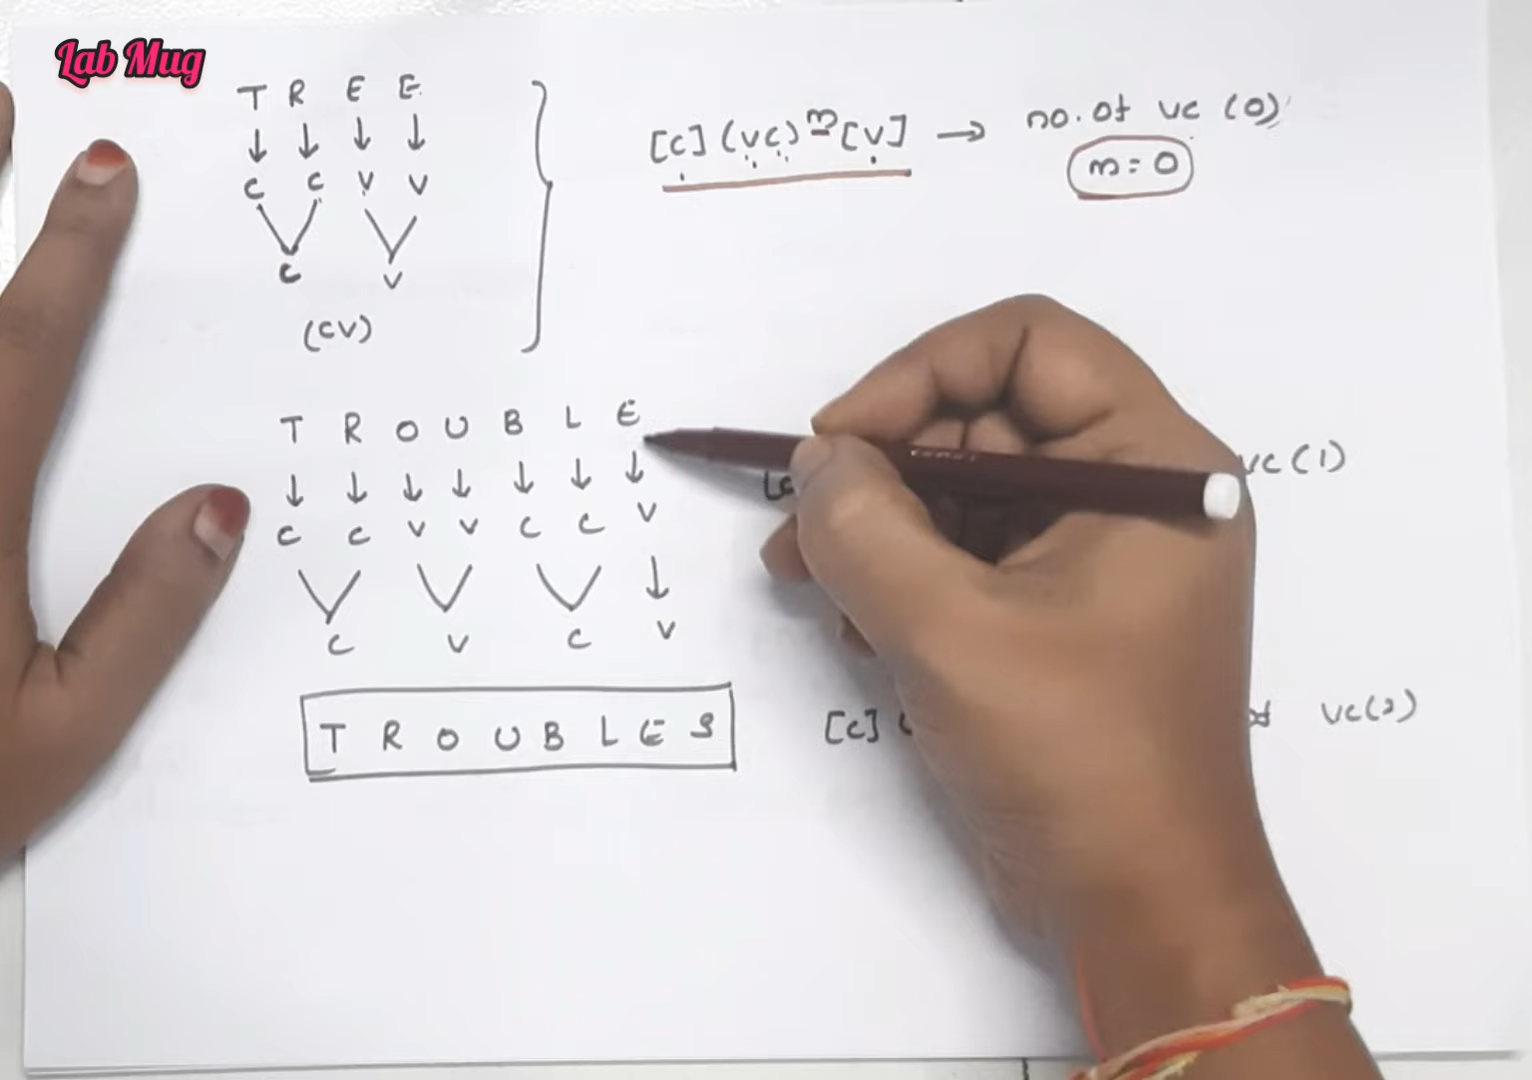 Lab Mug
T R E E
[c] (vc)^m [v] → no. of vc (0)
m = 0
↓ ↓ ↓ ↓
c c v v
c v
(cv)
T R O U B L E
vc (1)
↓ ↓ ↓ ↓ ↓ ↓ ↓
c c v v c c v
↓
c v c v
T R O U B L E S
[c] (
vc (2)